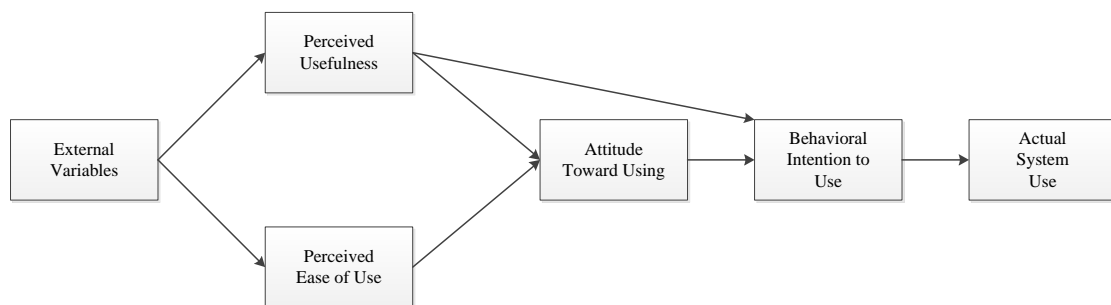 Perceived
Usefulness
External
Variables
Attitude
Toward Using
Behavioral
Intention to
Use
Actual
System
Use
Perceived
Ease of Use